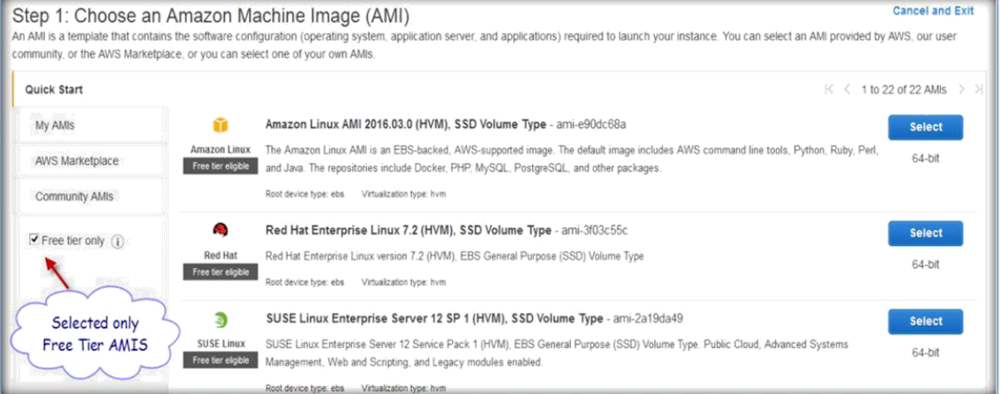 Step 1: Choose an Amazon Machine Image (AMI)
Cancel and Exit
An AMI is a template that contains the software configuration (operating system, application server, and applications) required to launch your instance. You can select an AMI provided by AWS, our user
community, or the AWS Marketplace, or you can select one of your own AMIs.
Quick Start
1 to 22 of 22 AMIs
My AMIs
AWS Marketplace
Community AMIs
Free tier only
Selected only
Free Tier AMIS
Amazon Linux
Free tier eligible
Amazon Linux AMI 2016.03.0 (HVM), SSD Volume Type - ami-e90dc68a
The Amazon Linux AMI is an EBS-backed, AWS-supported image. The default image includes AWS command line tools, Python, Ruby, Perl,
and Java. The repositories include Docker, PHP, MySQL, PostgreSQL, and other packages.
Root device type: ebs Virtualization type: hvm
Select
64-bit
Red Hat
Free tier eligible
Red Hat Enterprise Linux 7.2 (HVM), SSD Volume Type - ami-3f03c55c
Red Hat Enterprise Linux version 7.2 (HVM), EBS General Purpose (SSD) Volume Type
Root device type: ebs Virtualization type: hvm
Select
64-bit
SUSE Linux
Free tier eligible
SUSE Linux Enterprise Server 12 SP 1 (HVM), SSD Volume Type - ami-2a19da49
SUSE Linux Enterprise Server 12 Service Pack 1 (HVM), EBS General Purpose (SSD) Volume Type. Public Cloud, Advanced Systems
Management, Web and Scripting, and Legacy modules enabled.
Root device type: ebs Virtualization type: hvm
Select
64-bit